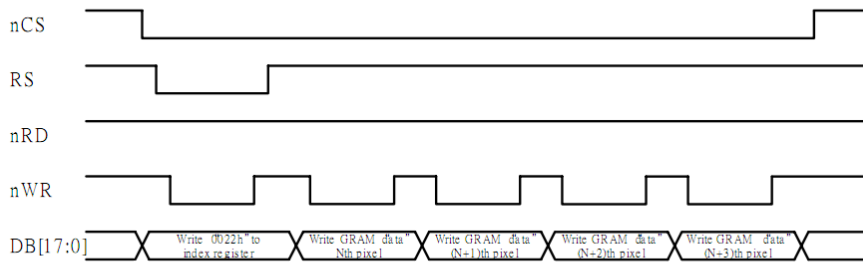 nCS
RS
nRD
nWR
DB[17:0]
Write "0022h" to
index register
Write GRAM data"
Nth pixel
Write GRAM data"
(N+1)th pixel
Write GRAM data"
(N+2)th pixel
Write GRAM data"
(N+3)th pixel